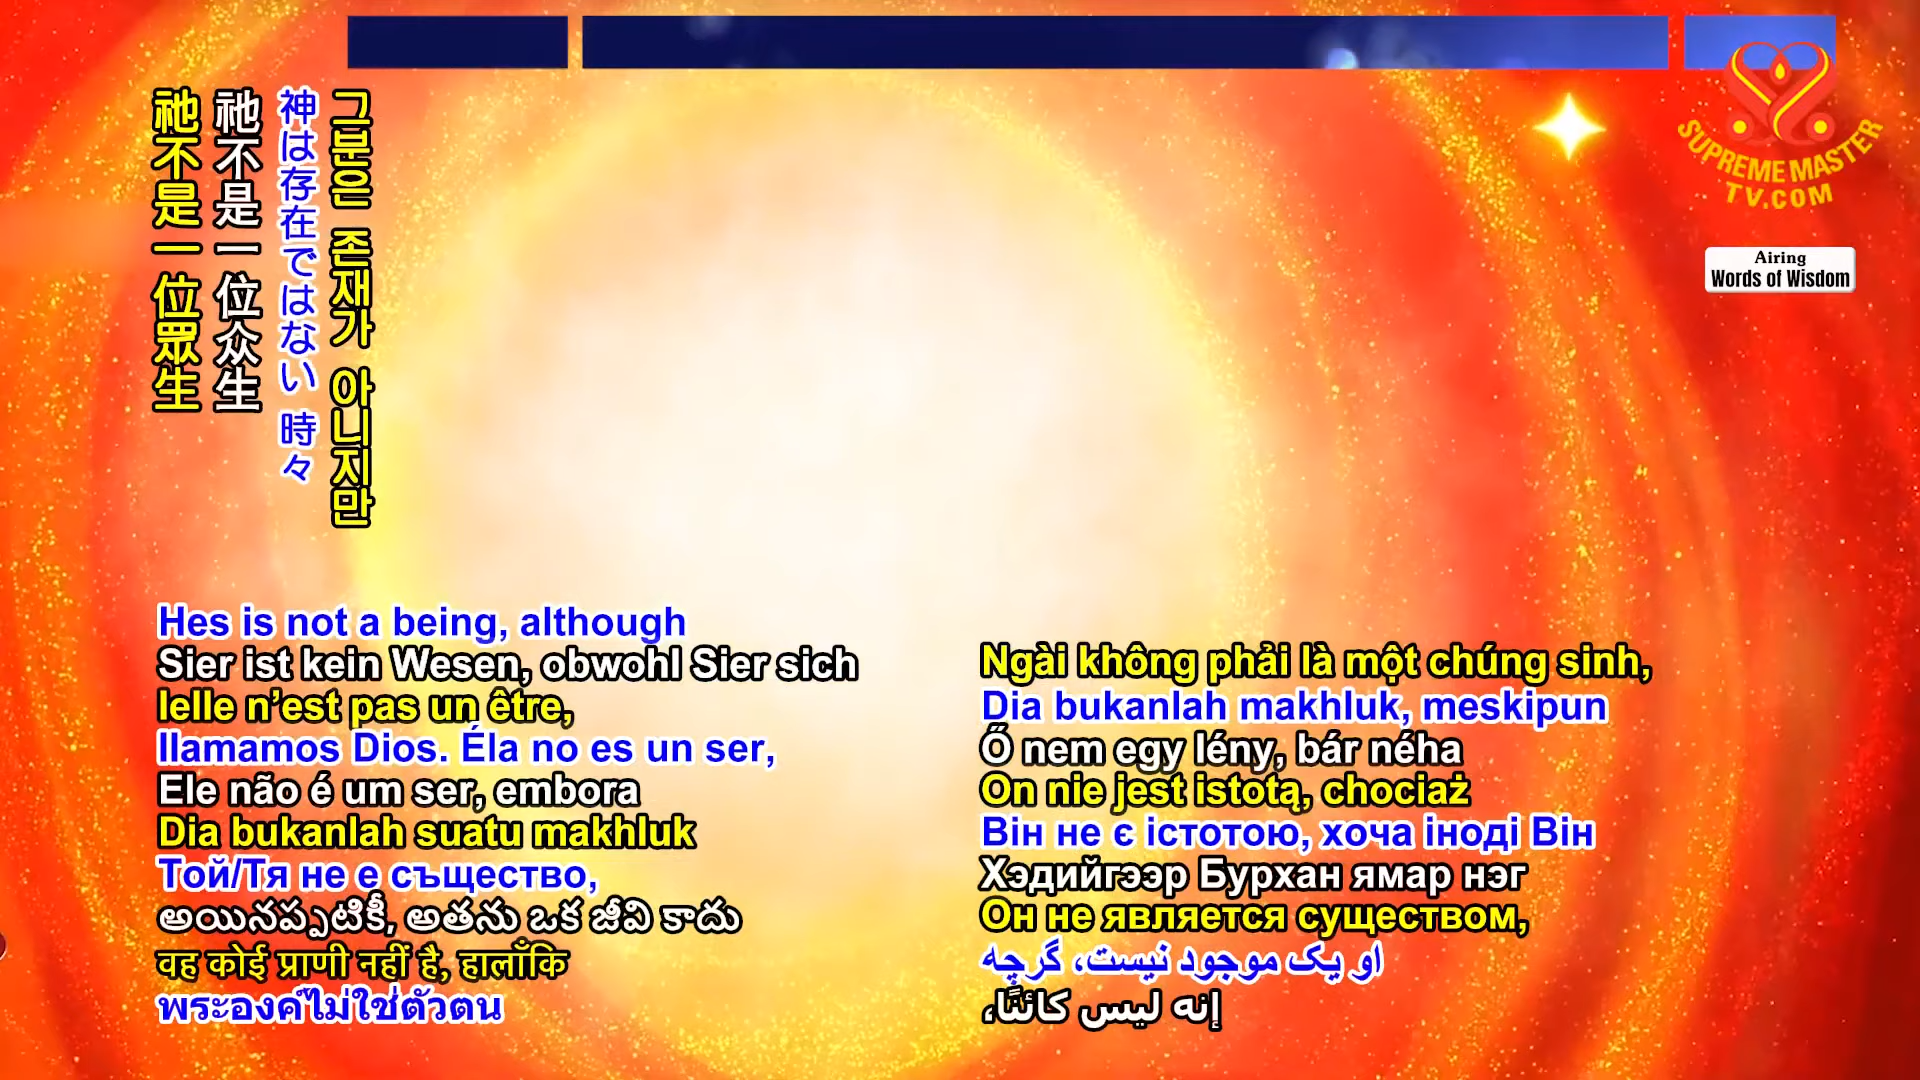 祂不是一位眾生
祂不是一位众生
神は存在ではない 時々
그분은 존재가 아니지만
SUPREME MASTER
TV.COM
Airing
Words of Wisdom
Hes is not a being, although
Sier ist kein Wesen, obwohl Sier sich
Ielle n’est pas un être,
llamamos Dios. Éla no es un ser,
Ele não é um ser, embora
Dia bukanlah suatu makhluk
Той/Тя не е същество,
అయినప్పటికీ, అతను ఒక జీవి కాదు
वह कोई प्राणी नहीं है, हालाँकि
พระองค์ไม่ใช่ตัวตน
Ngài không phải là một chúng sinh,
Dia bukanlah makhluk, meskipun
Ő nem egy lény, bár néha
On nie jest istotą, chociaż
Він не є істотою, хоча іноді Він
Хэдийгээр Бурхан ямар нэг
Он не является существом,
او یک موجود نیست، گرچه
إنه ليس كائنًا،